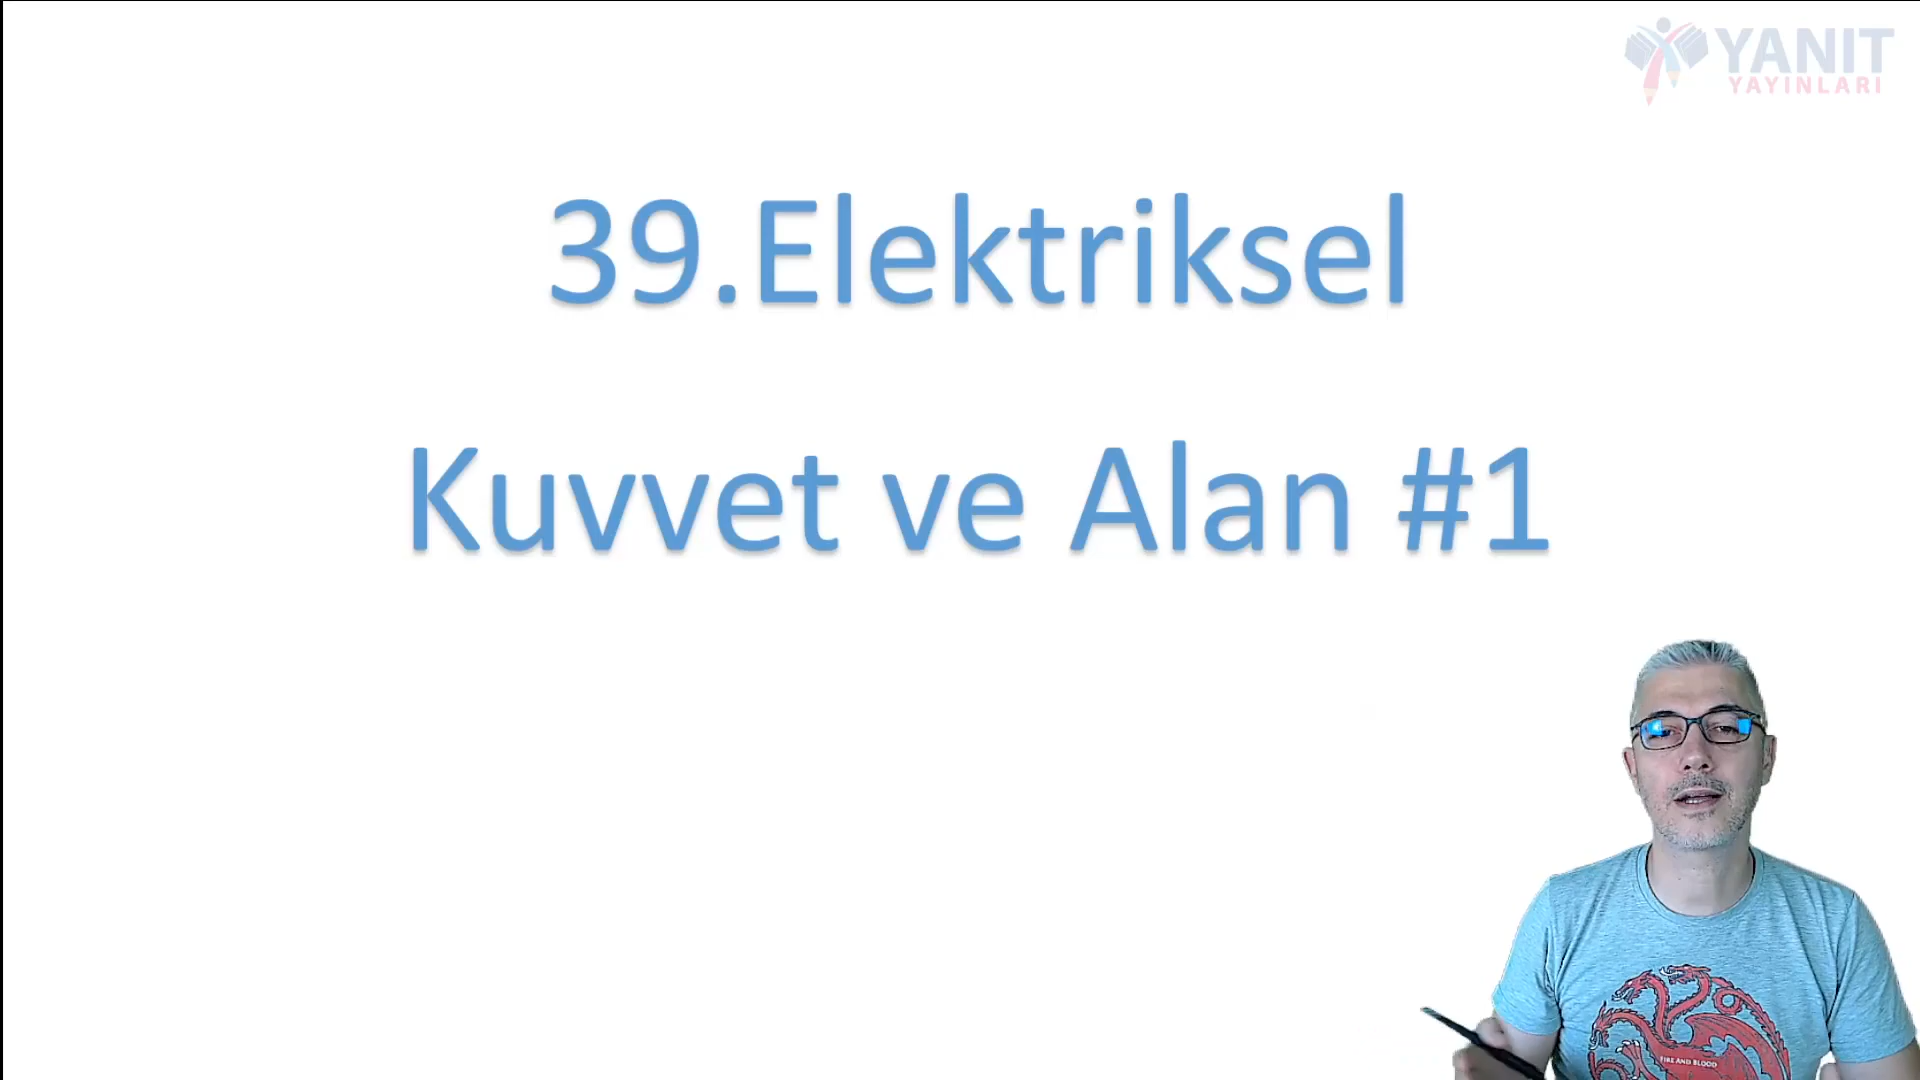 YANIT
YAYINLARI
39.Elektriksel
Kuvvet ve Alan #1
FIRE AND BLOOD